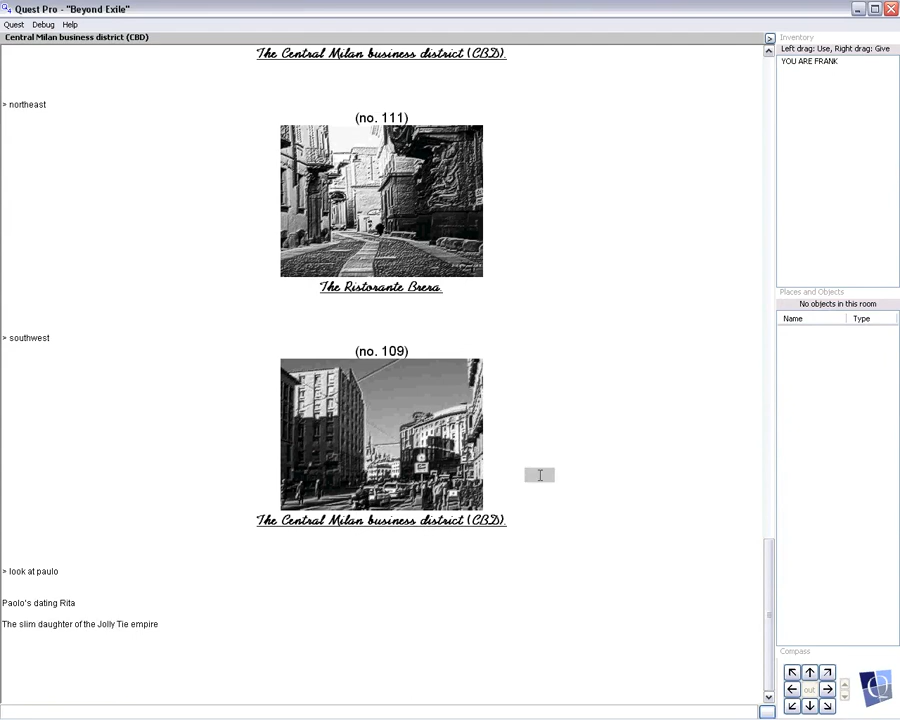 Quest Pro - "Beyond Exile"
Quest Debug Help
Central Milan business district (CBD)
The Central Milan business district (CBD).
> northeast
(no. 111)
The Ristorante Brera.
> southwest
(no. 109)
The Central Milan business district (CBD).
> look at paulo
Paolo's dating Rita
The slim daughter of the Jolly Tie empire
Inventory
Left drag: Use, Right drag: Give
YOU ARE FRANK
Places and Objects
No objects in this room
Name Type
Compass
out